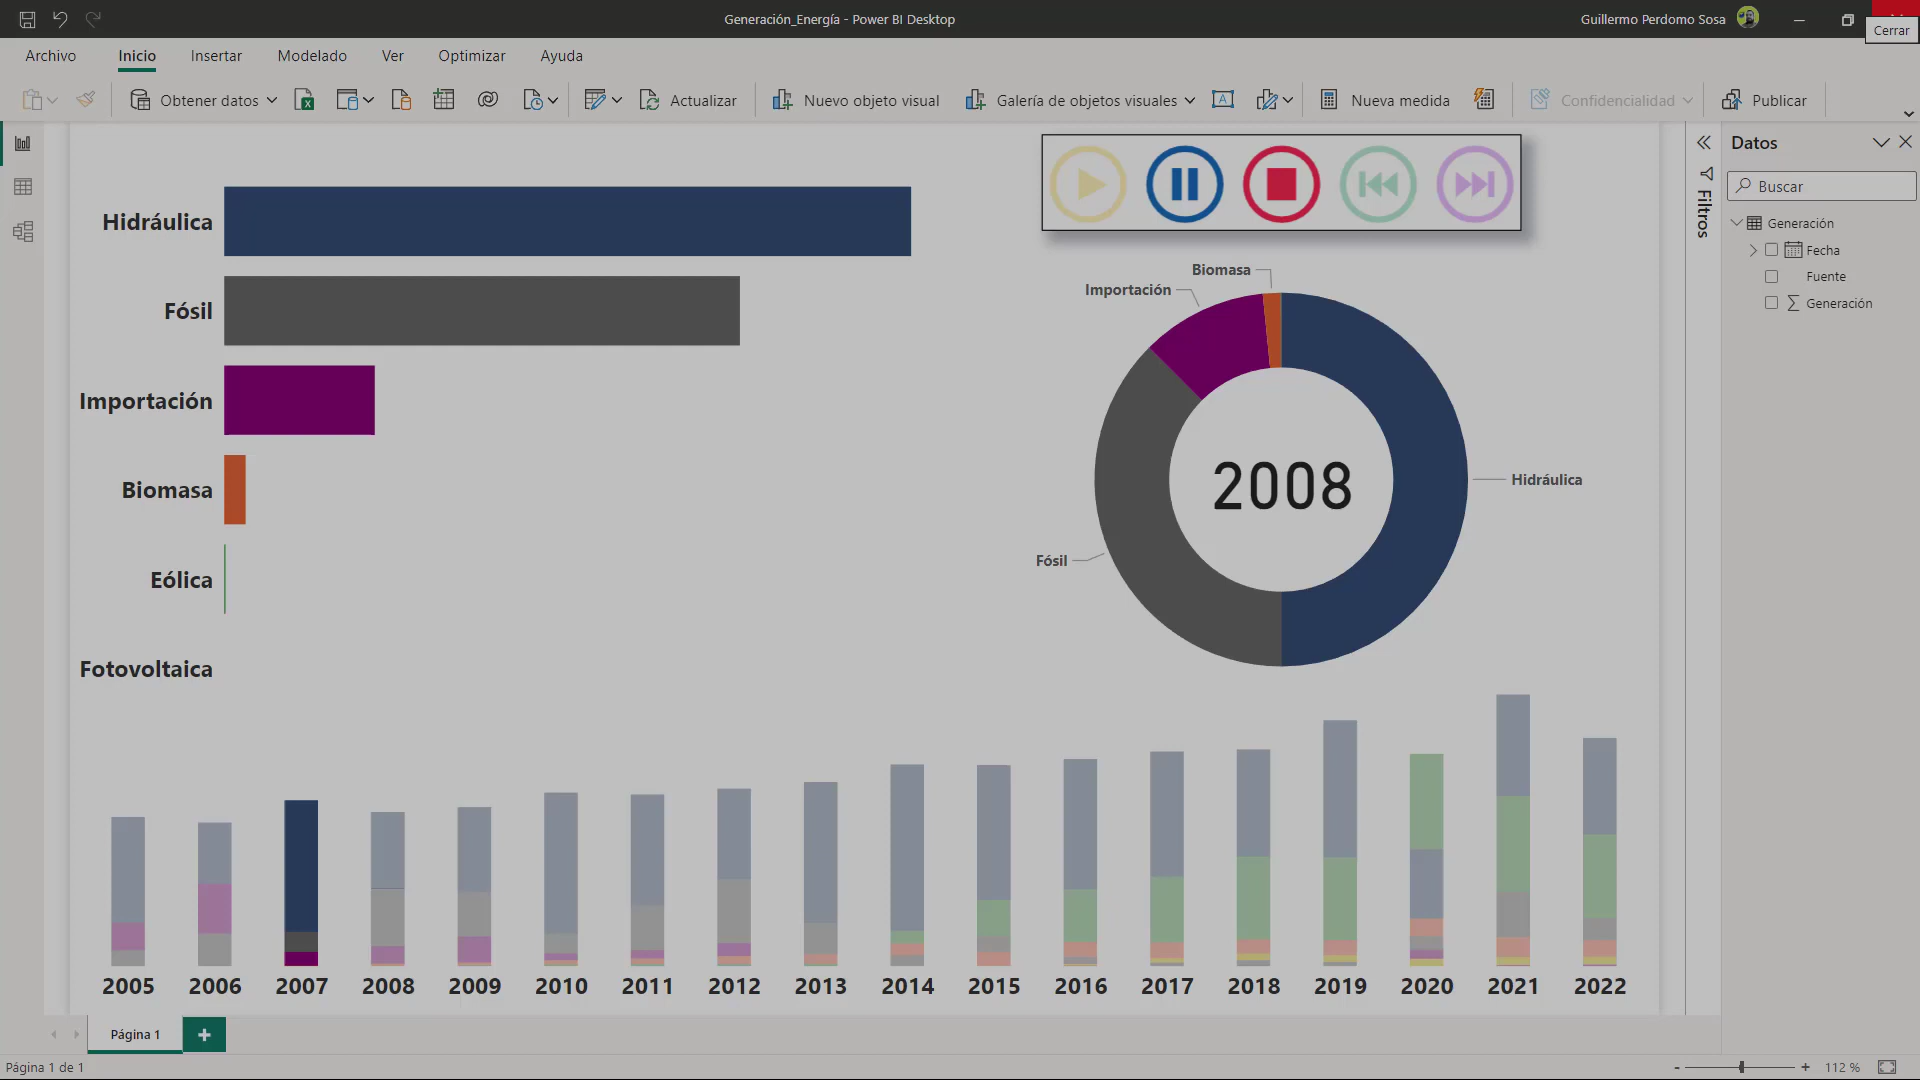 Generación_Energía - Power BI Desktop
Guillermo Perdomo Sosa
Cerrar
Archivo
Inicio
Insertar
Modelado
Ver
Optimizar
Ayuda
Obtener datos
Actualizar
Nuevo objeto visual
Galería de objetos visuales
Nueva medida
Confidencialidad
Publicar
Hidráulica
Fósil
Importación
Biomasa
Eólica
Fotovoltaica
Biomasa
Importación
Hidráulica
Fósil
2008
2005 2006 2007 2008 2009 2010 2011 2012 2013 2014 2015 2016 2017 2018 2019 2020 2021 2022
Filtros
Datos
Buscar
Generación
Fecha
Fuente
Generación
Página 1
Página 1 de 1
112 %